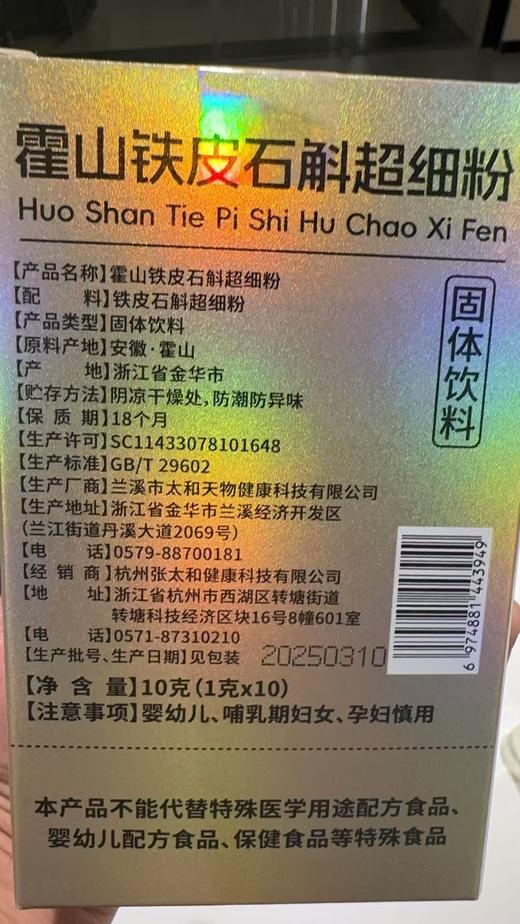 霍山铁皮石斛超细粉
Huo Shan Tie Pi Shi Hu Chao Xi Fen
【产品名称】霍山铁皮石斛超细粉
【配 料】铁皮石斛超细粉
【产品类型】固体饮料
【原料产地】安徽·霍山
【产 地】浙江省金华市
【贮存方法】阴凉干燥处,防潮防异味
【保 质 期】18个月
【生产许可】SC11433078101648
【生产标准】GB/T 29602
【生产厂商】兰溪市太和天物健康科技有限公司
【生产地址】浙江省金华市兰溪经济开发区
(兰江街道丹溪大道2069号)
【电 话】0579-88700181
【经 销 商】杭州张太和健康科技有限公司
【地 址】浙江省杭州市西湖区转塘街道
转塘科技经济区块16号8幢601室
【电 话】0571-87310210
【生产批号、生产日期】见包装 20250310
【净 含 量】10克(1克x10)
【注意事项】婴幼儿、哺乳期妇女、孕妇慎用
固体饮料
6 974881 443949
本产品不能代替特殊医学用途配方食品、
婴幼儿配方食品、保健食品等特殊食品